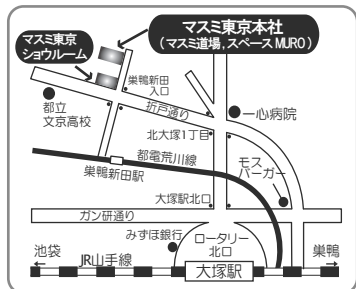 マスミ東京本社
(マスミ道場,スペースMURO)
マスミ東京
ショウルーム
巣鴨新田
入口
折戸通り
一心病院
都立
文京高校
北大塚1丁目
都電荒川線
巣鴨新田駅
モス
バーガー
大塚駅北口
ガン研通り
みずほ銀行
ロータリー
北口
池袋
JR山手線
大塚駅
巣鴨